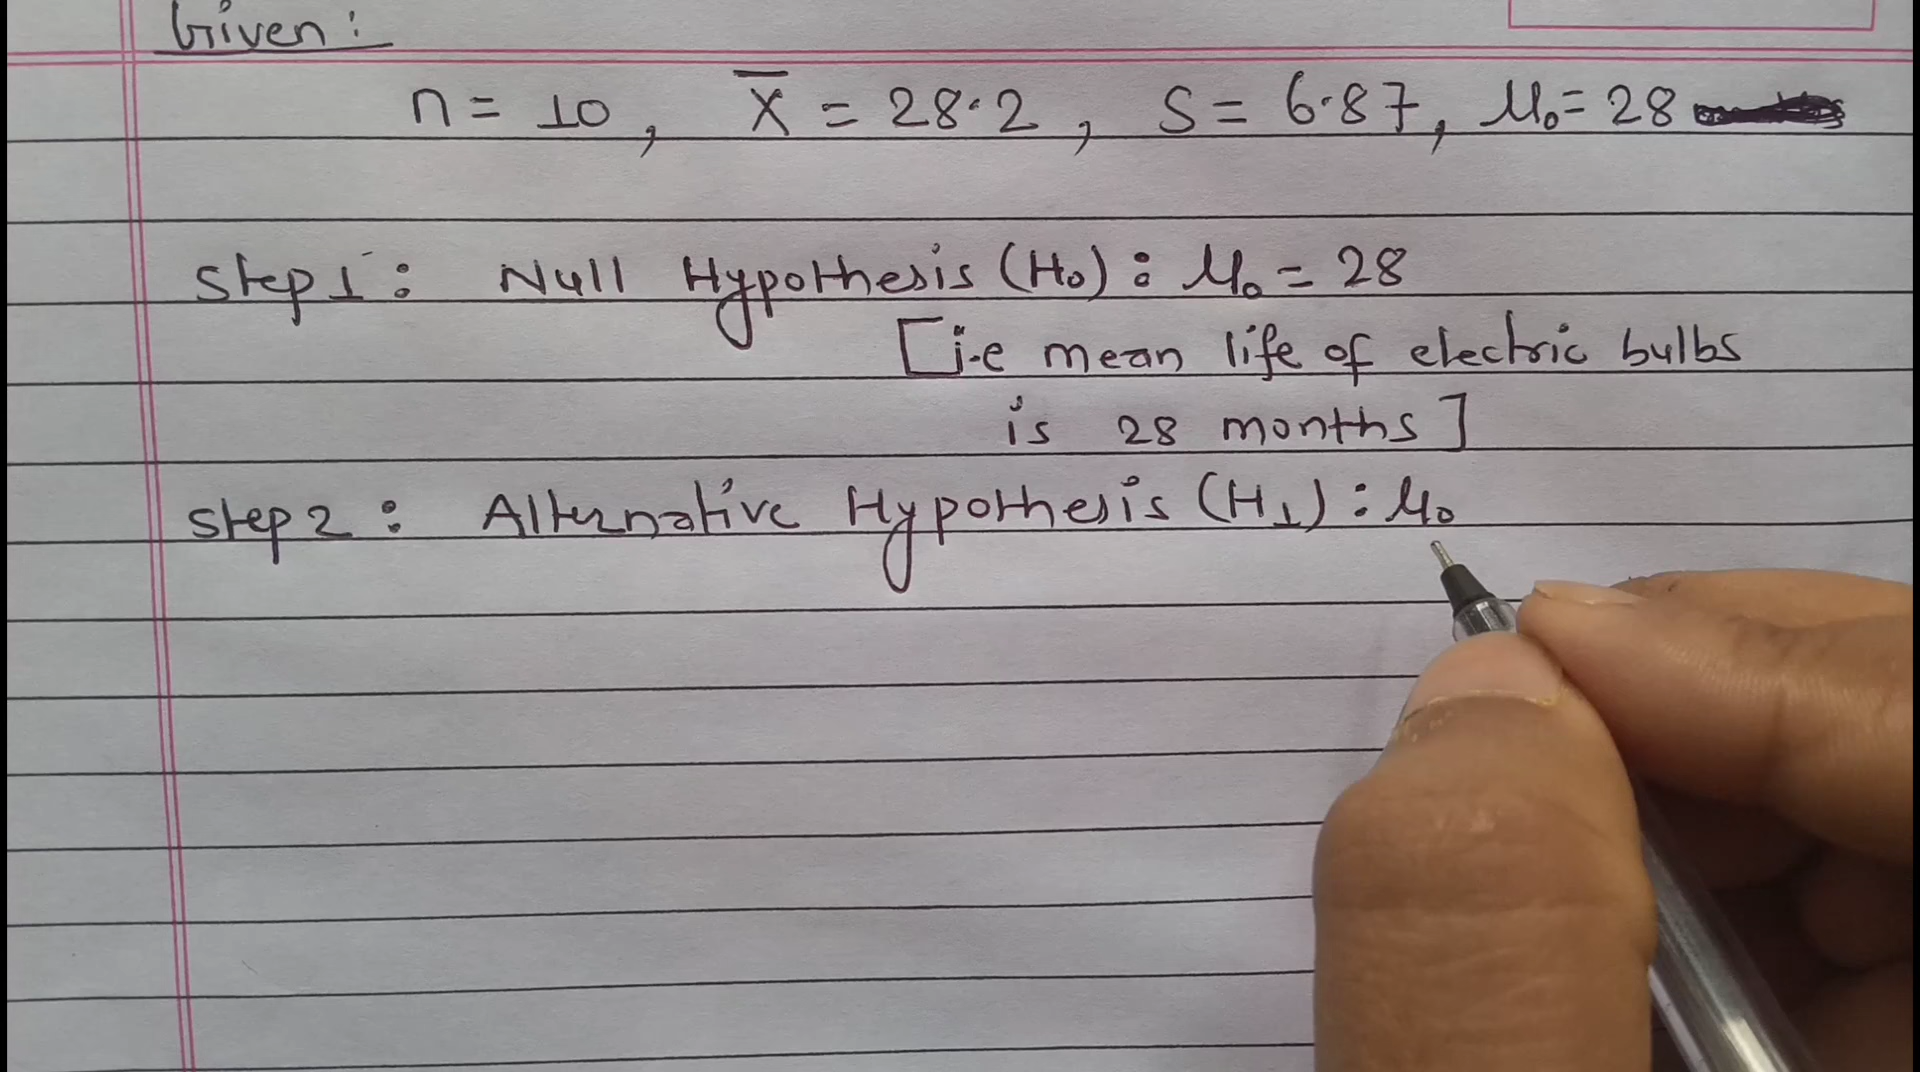 Given:
n = 10, X̄ = 28.2, S = 6.87, μ₀ = 28
Step 1: Null Hypothesis (H₀): μ₀ = 28
[i.e mean life of electric bulbs
is 28 months]
Step 2: Alternative Hypothesis (H₁): μ₀